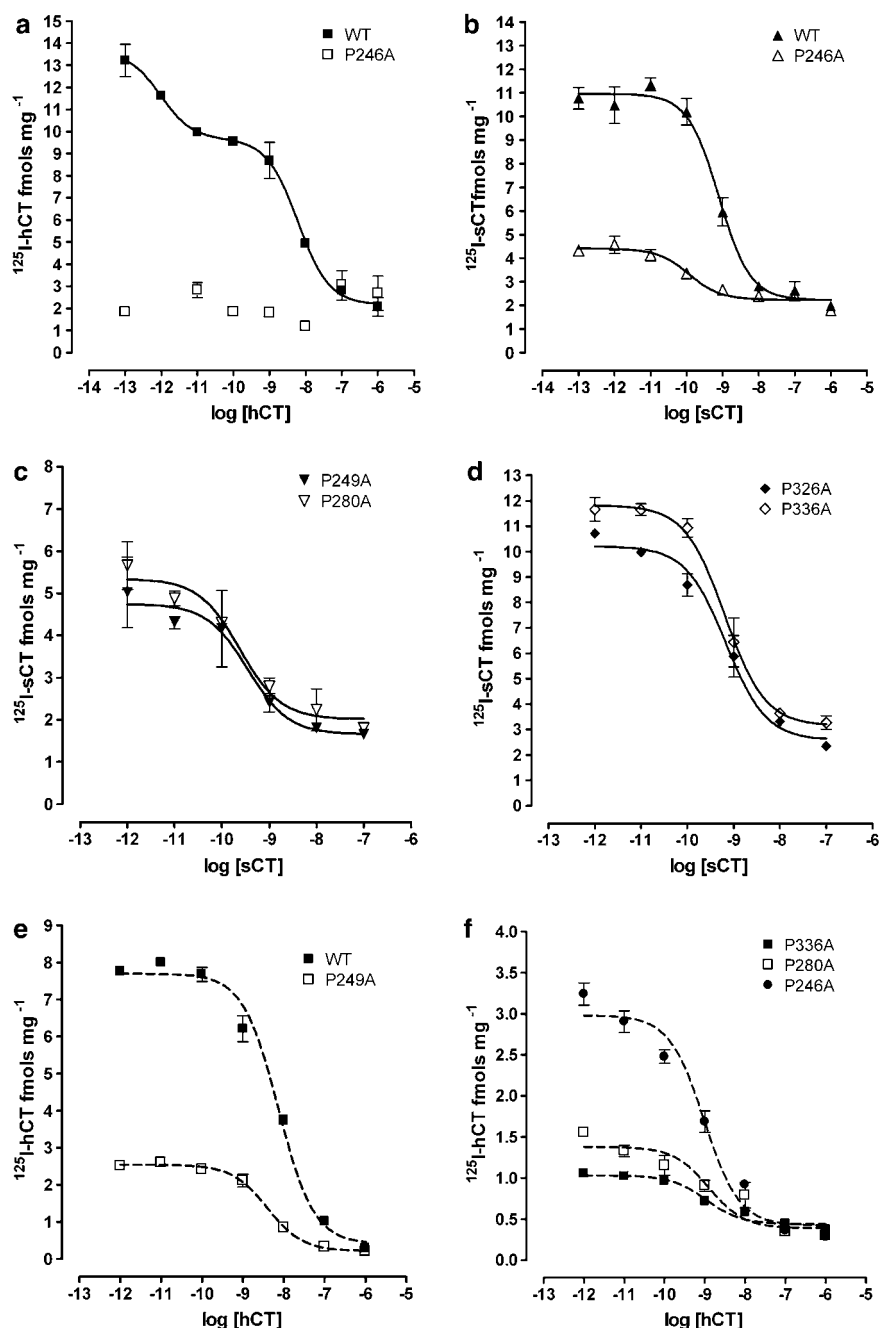 a
15
14
13
12
11
10
9
8
7
6
5
4
3
2
1
0
¹²⁵I-hCT fmols mg⁻¹
WT
P246A
-14 -13 -12 -11 -10 -9 -8 -7 -6 -5
log [hCT]
b
15
14
13
12
11
10
9
8
7
6
5
4
3
2
1
0
¹²⁵I-sCTfmols mg⁻¹
WT
P246A
-14 -13 -12 -11 -10 -9 -8 -7 -6 -5
log [sCT]
c
8
7
6
5
4
3
2
1
0
¹²⁵I-sCT fmols mg⁻¹
P249A
P280A
-13 -12 -11 -10 -9 -8 -7 -6
log [sCT]
d
13
12
11
10
9
8
7
6
5
4
3
2
1
0
¹²⁵I-sCT fmols mg⁻¹
P326A
P336A
-13 -12 -11 -10 -9 -8 -7 -6
log [sCT]
e
9
8
7
6
5
4
3
2
1
0
¹²⁵I-hCT fmols mg⁻¹
WT
P249A
-13 -12 -11 -10 -9 -8 -7 -6 -5
log [hCT]
f
4.0
3.5
3.0
2.5
2.0
1.5
1.0
0.5
0.0
¹²⁵I-hCT fmols mg⁻¹
P336A
P280A
P246A
-13 -12 -11 -10 -9 -8 -7 -6 -5
log [hCT]